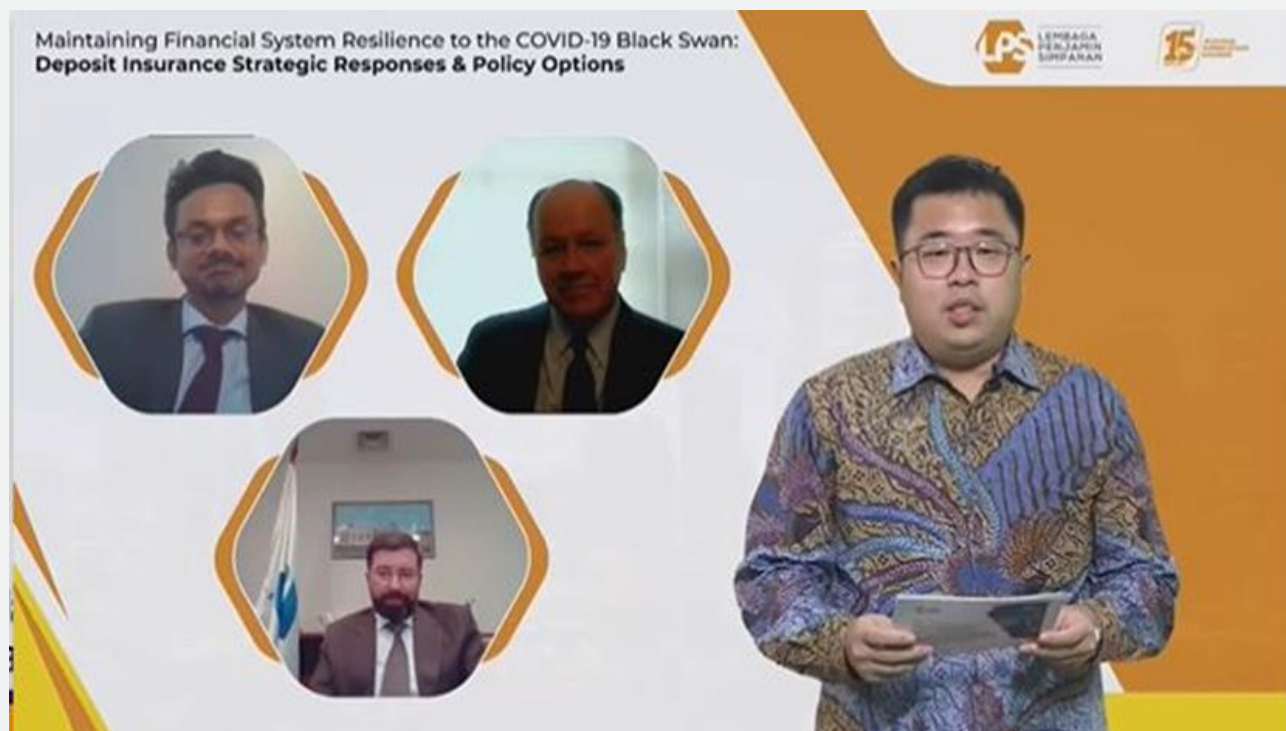 Maintaining Financial System Resilience to the COVID-19 Black Swan:
Deposit Insurance Strategic Responses & Policy Options
LPS
LEMBAGA
PENJAMIN
SIMPANAN
15